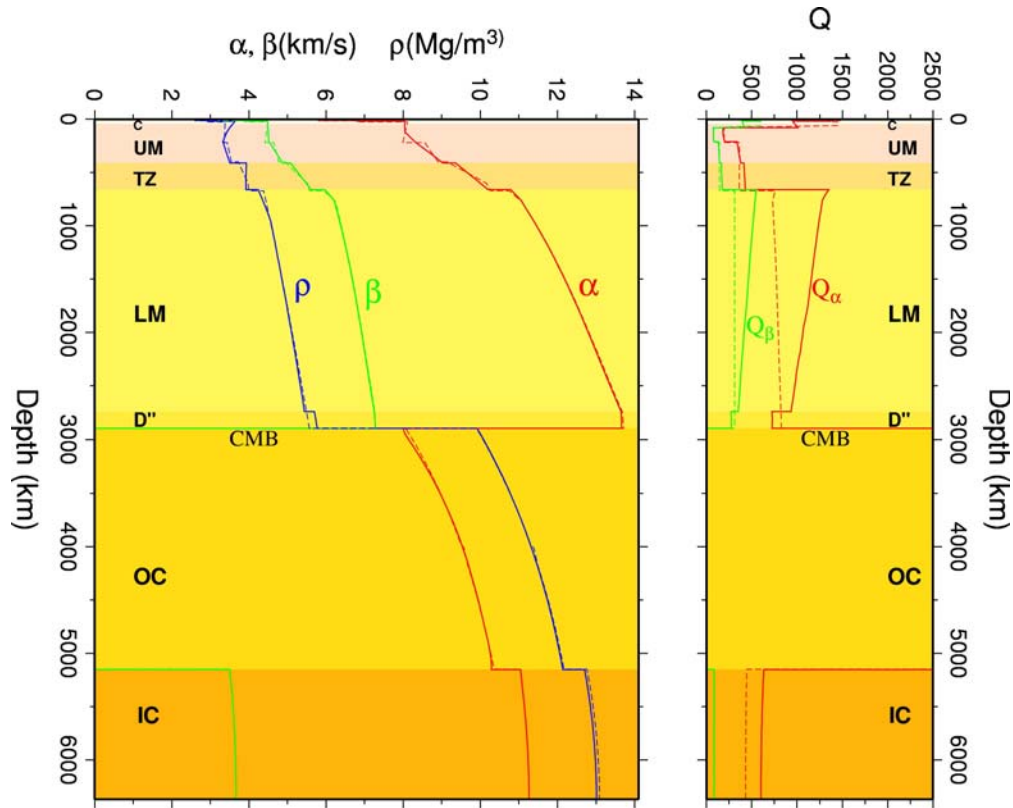 α, β(km/s) ρ(Mg/m³)
0 2 4 6 8 10 12 14
Q
0 500 1000 1500 2000 2500
0
1000
2000
3000
4000
5000
6000
Depth (km)
C
UM
TZ
LM
D"
CMB
OC
IC
ρ
β
α
C
UM
TZ
LM
D"
CMB
OC
IC
Qβ
Qα
0
1000
2000
3000
4000
5000
6000
Depth (km)